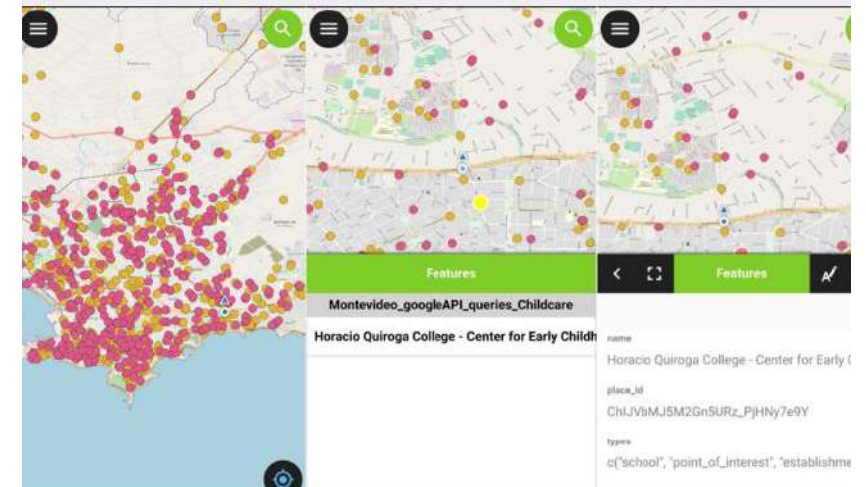 Features
Montevideo_googleAPI_queries_Childcare
Horacio Quiroga College - Center for Early Childh
Features
name
Horacio Quiroga College - Center for Early C
place_id
ChIJVbMJ5M2Gn5URz_PjHNy7e9Y
types
c("school", "point_of_interest", "establishme